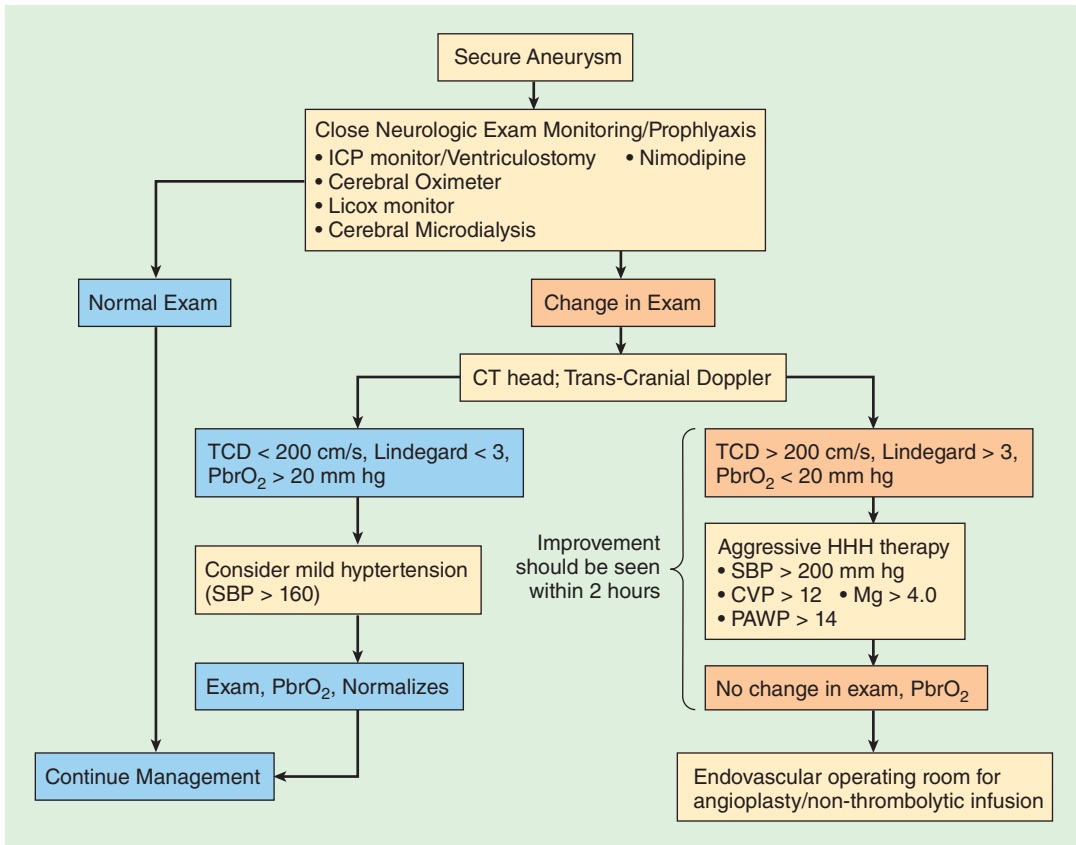 Secure Aneurysm
Close Neurologic Exam Monitoring/Prophlyaxis
• ICP monitor/Ventriculostomy • Nimodipine
• Cerebral Oximeter
• Licox monitor
• Cerebral Microdialysis
Normal Exam
Change in Exam
CT head; Trans-Cranial Doppler
TCD < 200 cm/s, Lindegard < 3,
PbrO₂ > 20 mm hg
Consider mild hyptertension
(SBP > 160)
Exam, PbrO₂, Normalizes
Continue Management
Improvement
should be seen
within 2 hours
TCD > 200 cm/s, Lindegard > 3,
PbrO₂ < 20 mm hg
Aggressive HHH therapy
• SBP > 200 mm hg
• CVP > 12 • Mg > 4.0
• PAWP > 14
No change in exam, PbrO₂
Endovascular operating room for
angioplasty/non-thrombolytic infusion